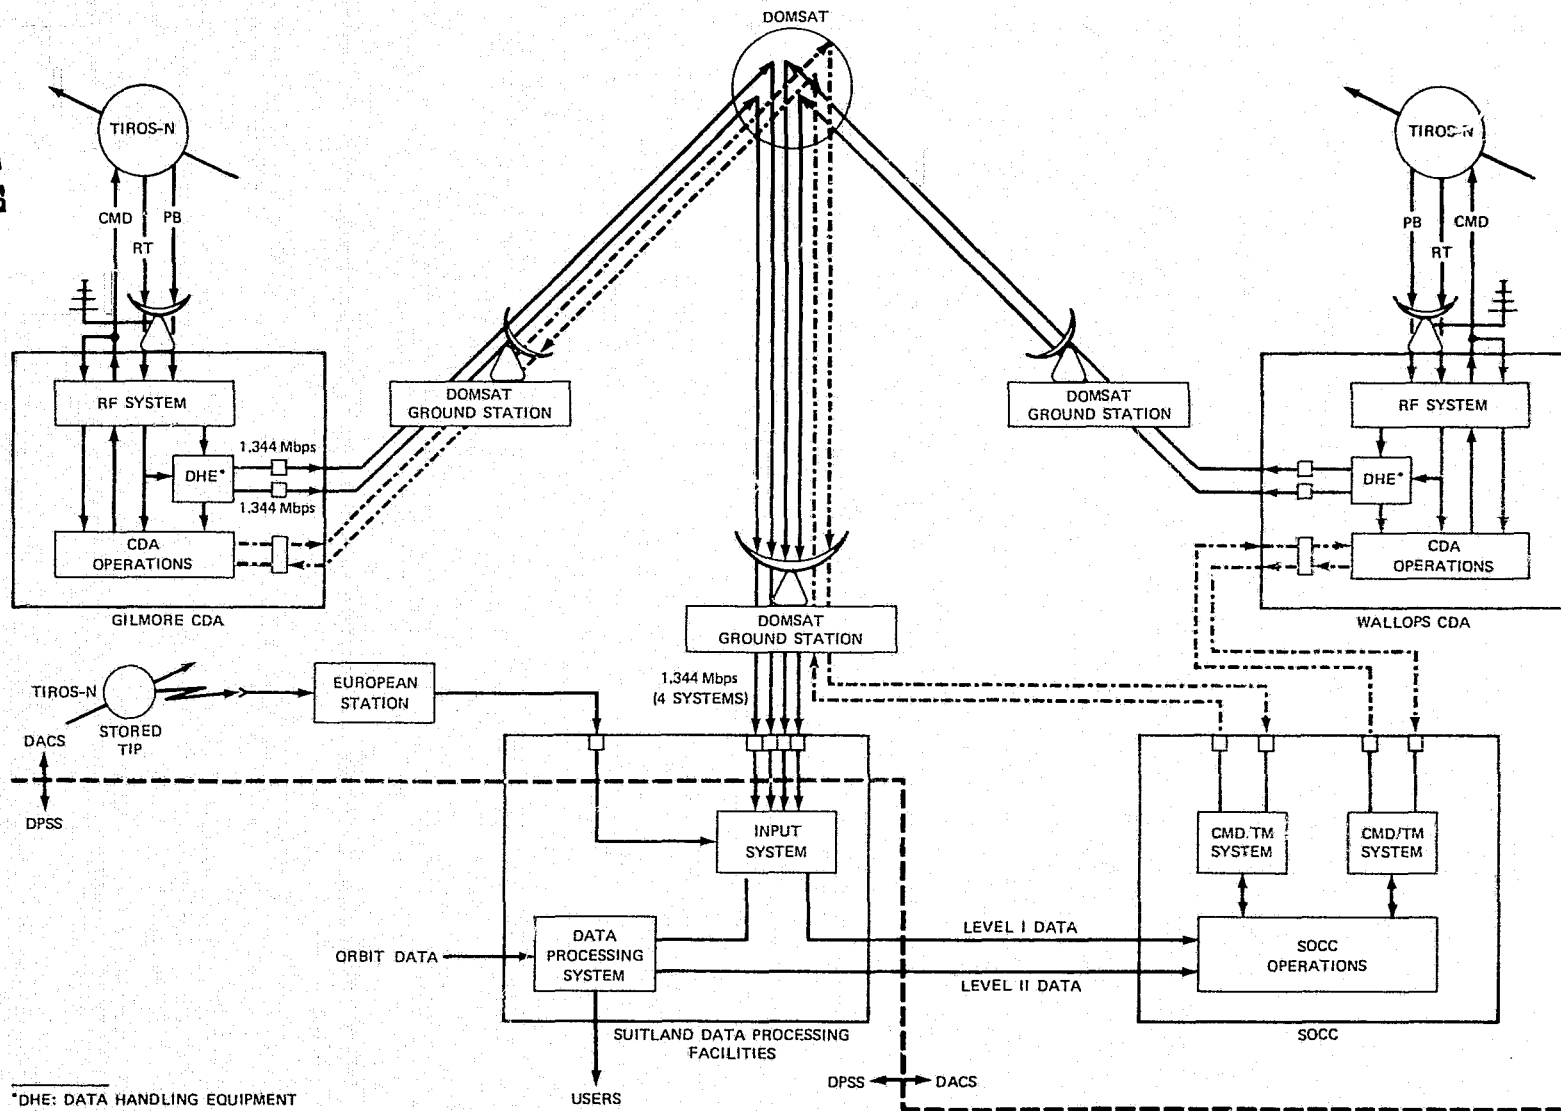 DOMSAT
TIROS-N
TIROS-N
CMD
PB
RT
PB
CMD
RT
RF SYSTEM
DOMSAT
GROUND STATION
DOMSAT
GROUND STATION
RF SYSTEM
1.344 Mbps
DHE*
1.344 Mbps
DHE*
CDA
OPERATIONS
CDA
OPERATIONS
GILMORE CDA
DOMSAT
GROUND STATION
WALLOPS CDA
TIROS-N
STORED
TIP
EUROPEAN
STATION
1.344 Mbps
(4 SYSTEMS)
DACS
DPSS
INPUT
SYSTEM
CMD/TM
SYSTEM
CMD/TM
SYSTEM
ORBIT DATA
DATA
PROCESSING
SYSTEM
LEVEL I DATA
LEVEL II DATA
SOCC
OPERATIONS
SUITLAND DATA PROCESSING
FACILITIES
SOCC
DPSS
DACS
*DHE: DATA HANDLING EQUIPMENT
USERS